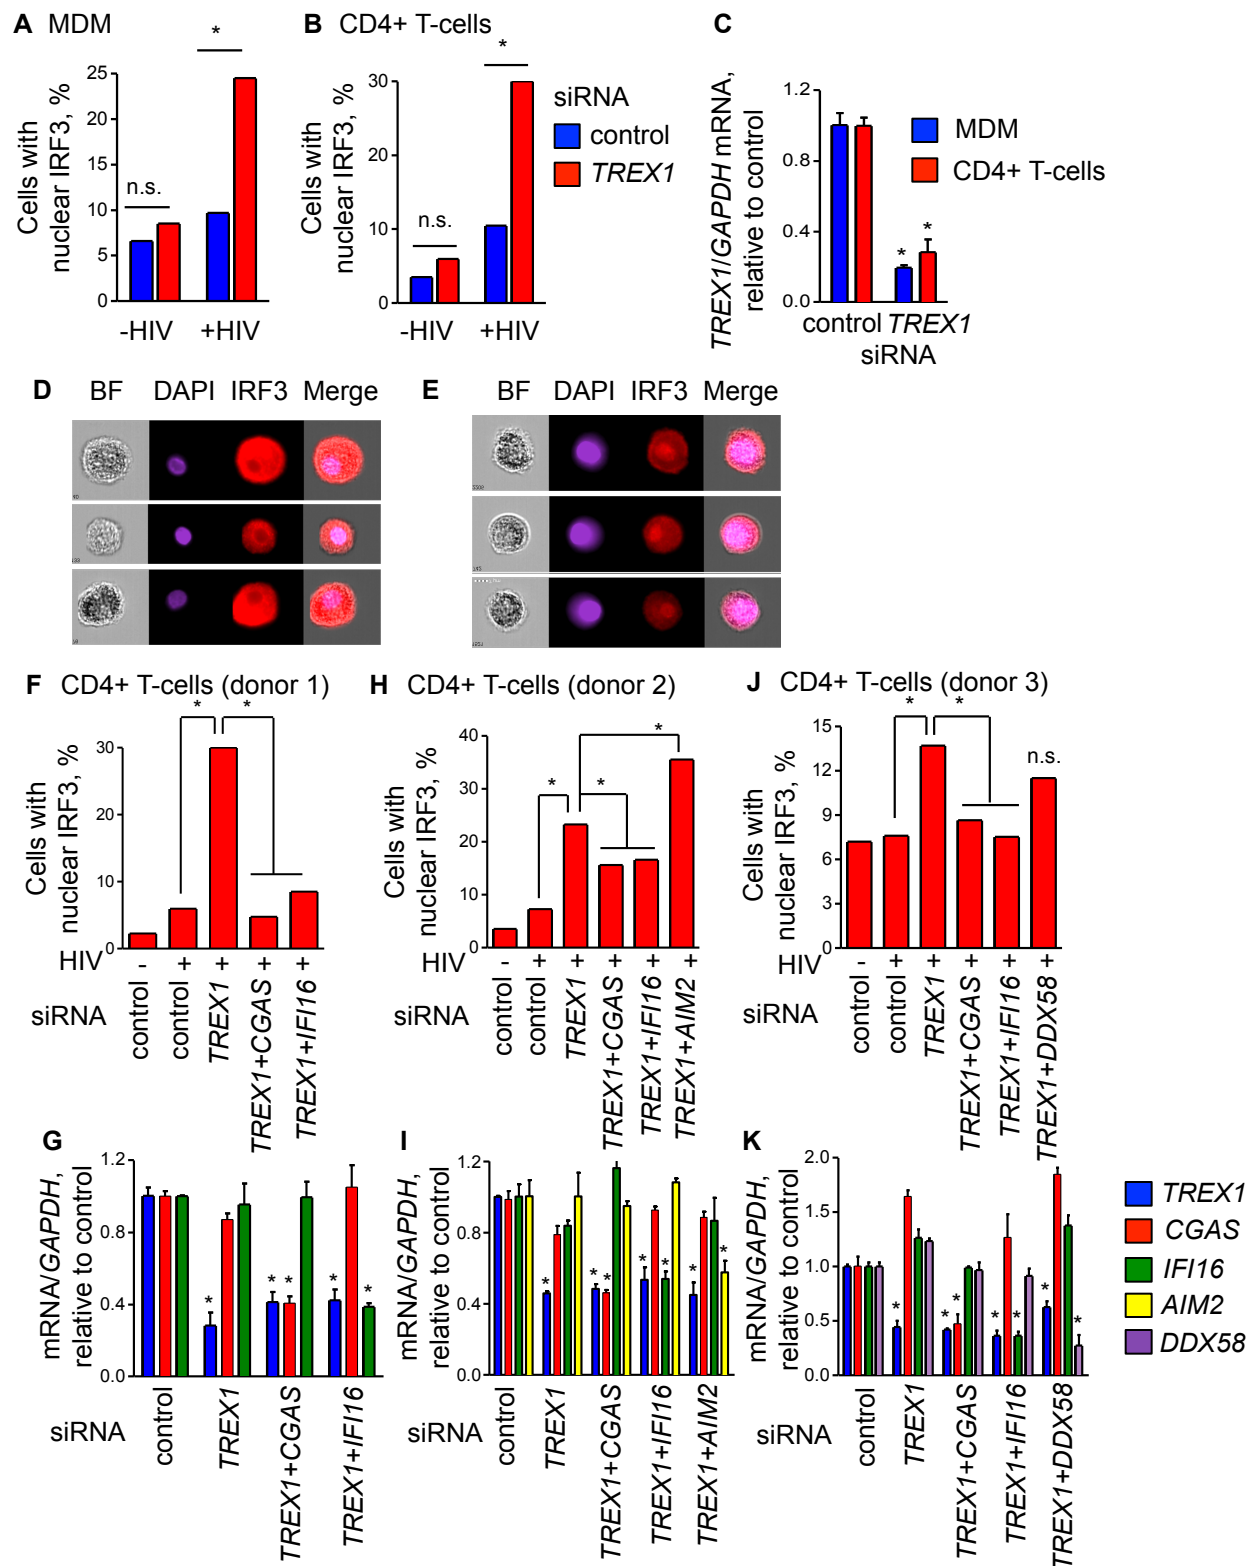 A MDM
B CD4+ T-cells
C
Cells with
nuclear IRF3, %
25
20
15
10
5
0
n.s.
*
-HIV +HIV
Cells with
nuclear IRF3, %
30
20
10
0
n.s.
*
-HIV +HIV
siRNA
control
TREX1
TREX1/GAPDH mRNA,
relative to control
1.2
0.8
0.4
0.0
* *
MDM
CD4+ T-cells
control TREX1
siRNA
D BF DAPI IRF3 Merge
E BF DAPI IRF3 Merge
F CD4+ T-cells (donor 1)
Cells with
nuclear IRF3, %
30
20
10
0
* *
HIV - + + + +
siRNA
control
control
TREX1
TREX1+CGAS
TREX1+IFI16
H CD4+ T-cells (donor 2)
Cells with
nuclear IRF3, %
40
30
20
10
0
* * *
HIV - + + + + +
siRNA
control
control
TREX1
TREX1+CGAS
TREX1+IFI16
TREX1+AIM2
J CD4+ T-cells (donor 3)
Cells with
nuclear IRF3, %
15
12
9
6
3
0
* *
n.s.
HIV - + + + + +
siRNA
control
control
TREX1
TREX1+CGAS
TREX1+IFI16
TREX1+DDX58
G
mRNA/GAPDH,
relative to control
1.2
0.8
0.4
0.0
* * * * *
siRNA
control
TREX1
TREX1+CGAS
TREX1+IFI16
I
mRNA/GAPDH,
relative to control
1.2
0.8
0.4
0.0
* * * * * * *
siRNA
control
TREX1
TREX1+CGAS
TREX1+IFI16
TREX1+AIM2
K
mRNA/GAPDH,
relative to control
2.0
1.5
1.0
0.5
0.0
* * * * * * *
siRNA
control
TREX1
TREX1+CGAS
TREX1+IFI16
TREX1+DDX58
TREX1
CGAS
IFI16
AIM2
DDX58